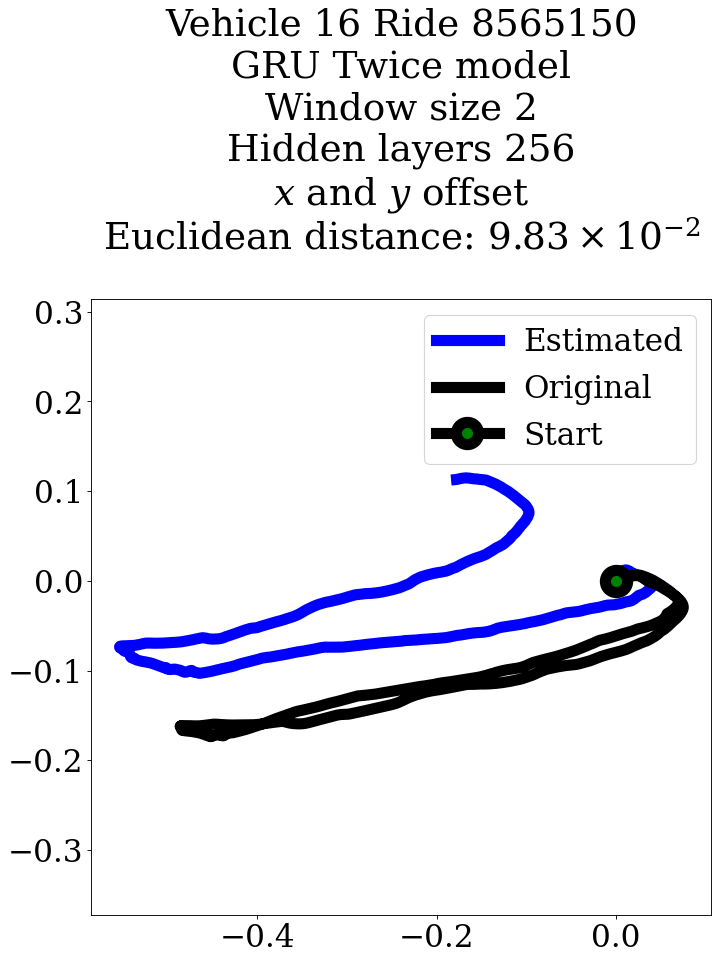 Vehicle 16 Ride 8565150
GRU Twice model
Window size 2
Hidden layers 256
x and y offset
Euclidean distance: 9.83 × 10⁻²
0.3
Estimated
0.2
Original
Start
0.1
0.0
−0.1
−0.2
−0.3
−0.4 −0.2 0.0